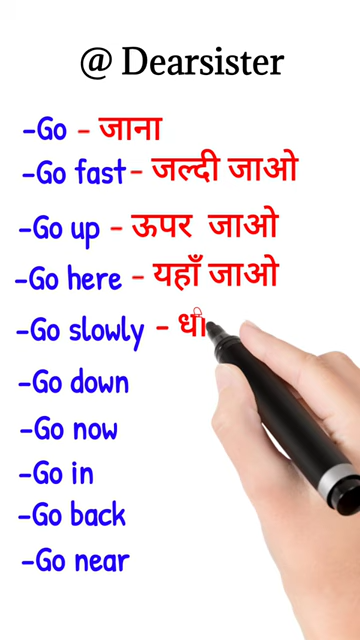 @ Dearsister
-Go - जाना
-Go fast - जल्दी जाओ
-Go up - ऊपर जाओ
-Go here - यहाँ जाओ
-Go slowly - धी
-Go down
-Go now
-Go in
-Go back
-Go near